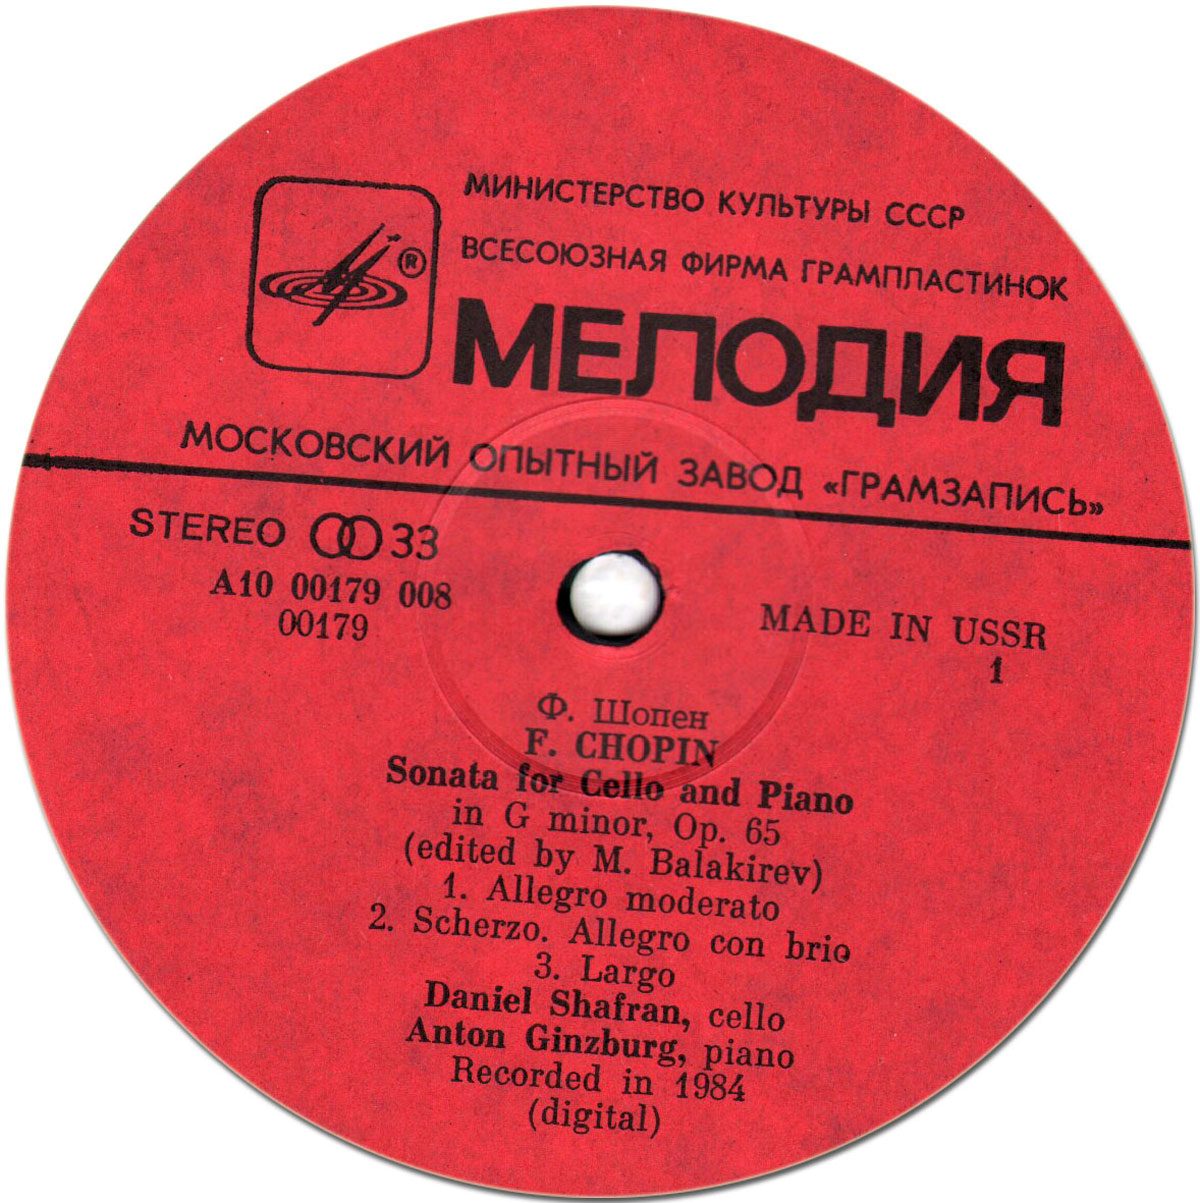 МИНИСТЕРСТВО КУЛЬТУРЫ СССР
ВСЕСОЮЗНАЯ ФИРМА ГРАМПЛАСТИНОК
®
МЕЛОДИЯ
МОСКОВСКИЙ ОПЫТНЫЙ ЗАВОД «ГРАМЗАПИСЬ»
STEREO 33
A10 00179 008
00179
MADE IN USSR
1
Ф. Шопен
F. CHOPIN
Sonata for Cello and Piano
in G minor, Op. 65
(edited by M. Balakirev)
1. Allegro moderato
2. Scherzo. Allegro con brio
3. Largo
Daniel Shafran, cello
Anton Ginzburg, piano
Recorded in 1984
(digital)